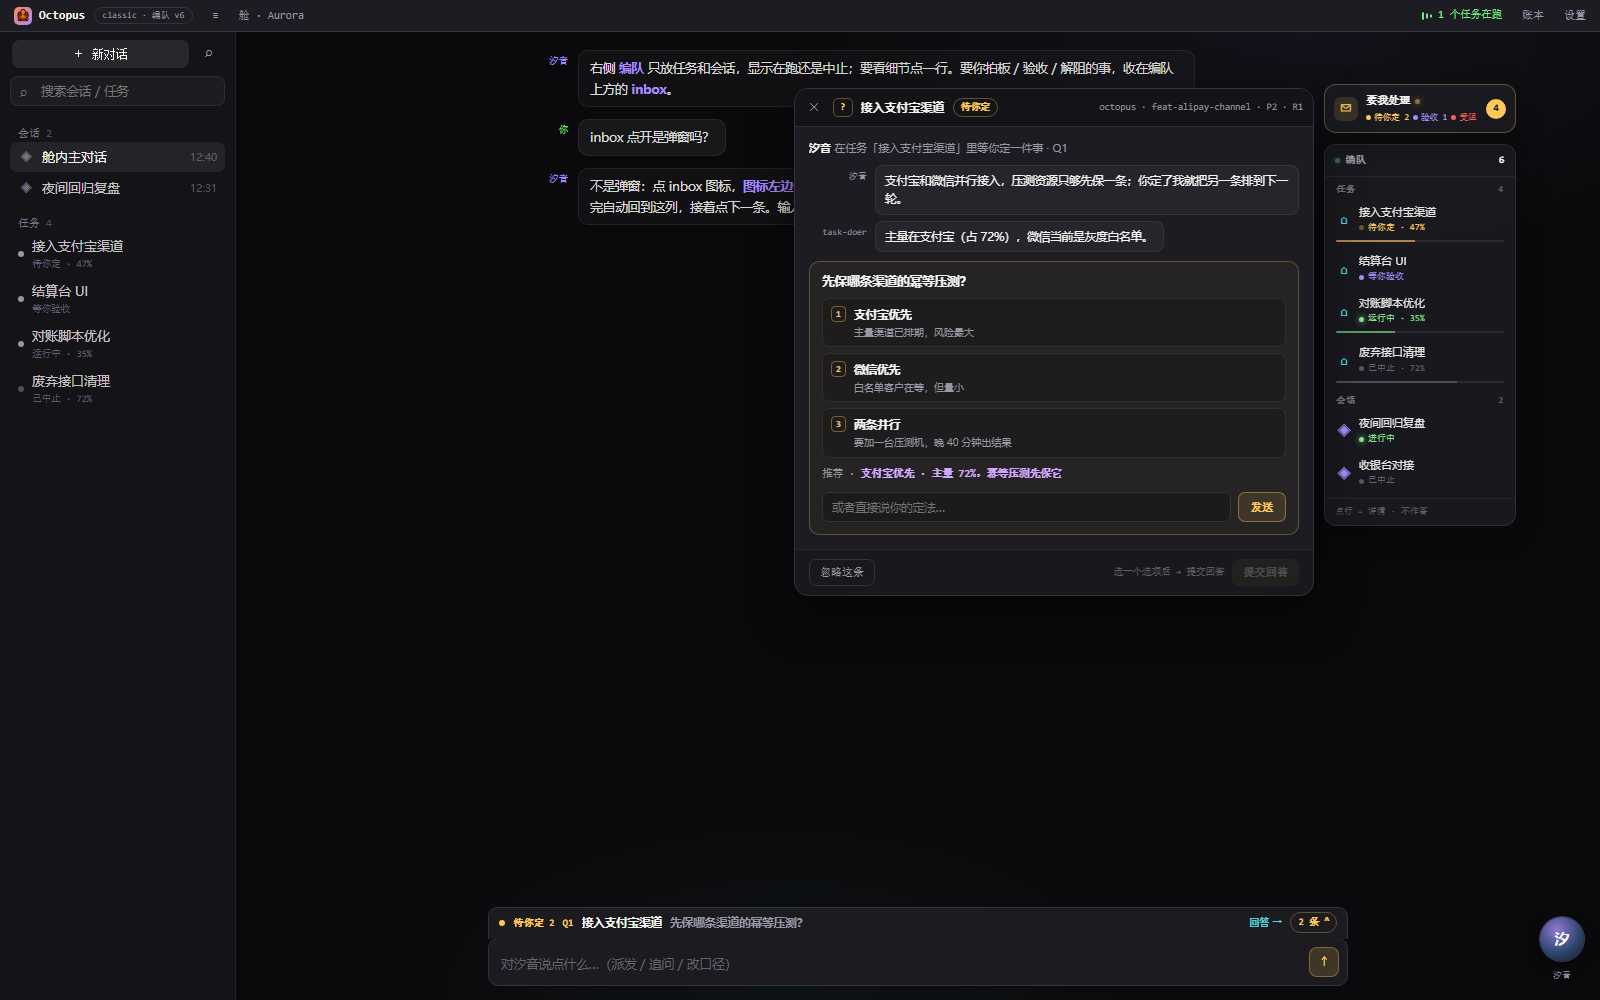 Octopus
classic · 编队 v6
≡
舱 · Aurora
1 个任务在跑
账本
设置
+ 新对话
搜索会话 / 任务
会话 2
舱内主对话
12:40
夜间回归复盘
12:31
任务 4
接入支付宝渠道
待你定 · 47%
结算台 UI
等你验收
对账脚本优化
运行中 · 35%
废弃接口清理
已中止 · 72%
汐音
右侧 编队 只放任务和会话，显示在跑还是中止；要看细节点一行。要你拍板 / 验收 / 解阻的事，收在编队
上方的 inbox。
你
inbox 点开是弹窗吗？
汐音
不是弹窗：点 inbox 图标，图标左边
完自动回到这列，接着点下一条。输入
×
?
接入支付宝渠道
待你定
octopus · feat-alipay-channel · P2 · R1
汐音 在任务「接入支付宝渠道」里等你定一件事 · Q1
汐音
支付宝和微信并行接入，压测资源只够先保一条；你定了我就把另一条排到下一
轮。
task-doer
主量在支付宝（占 72%），微信当前是灰度白名单。
先保哪条渠道的幂等压测？
1
支付宝优先
主量渠道已排期，风险最大
2
微信优先
白名单客户在等，但量小
3
两条并行
要加一台压测机，晚 40 分钟出结果
推荐 · 支付宝优先 · 主量 72%，幂等压测先保它
或者直接说你的定法…
发送
忽略这条
选一个选项后 → 提交回答
提交回答
要我处理
待你定 2
验收 1
受阻
4
编队
6
任务
4
接入支付宝渠道
待你定 · 47%
结算台 UI
等你验收
对账脚本优化
运行中 · 35%
废弃接口清理
已中止 · 72%
会话
2
夜间回归复盘
进行中
收银台对接
已中止
点行 = 详情 · 不作答
待你定 2
Q1
接入支付宝渠道
先保哪条渠道的幂等压测？
回答 →
2 条 ^
对汐音说点什么…（派发 / 追问 / 改口径）
↑
汐
汐音